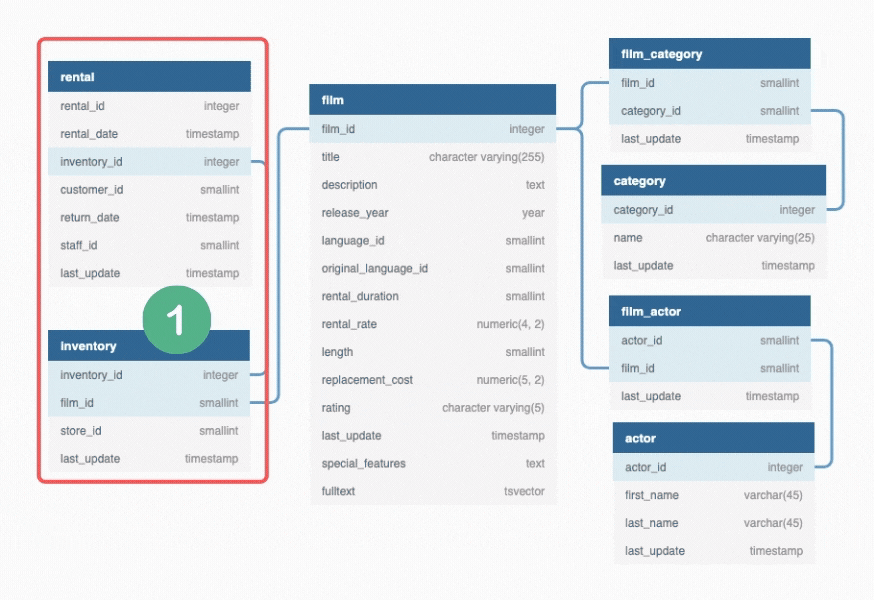 rental
rental_id integer
rental_date timestamp
inventory_id integer
customer_id smallint
return_date timestamp
staff_id smallint
last_update timestamp
1
inventory
inventory_id integer
film_id smallint
store_id smallint
last_update timestamp
film
film_id integer
title character varying(255)
description text
release_year year
language_id smallint
original_language_id smallint
rental_duration smallint
rental_rate numeric(4, 2)
length smallint
replacement_cost numeric(5, 2)
rating character varying(5)
last_update timestamp
special_features text
fulltext tsvector
film_category
film_id smallint
category_id smallint
last_update timestamp
category
category_id integer
name character varying(25)
last_update timestamp
film_actor
actor_id smallint
film_id smallint
last_update timestamp
actor
actor_id integer
first_name varchar(45)
last_name varchar(45)
last_update timestamp